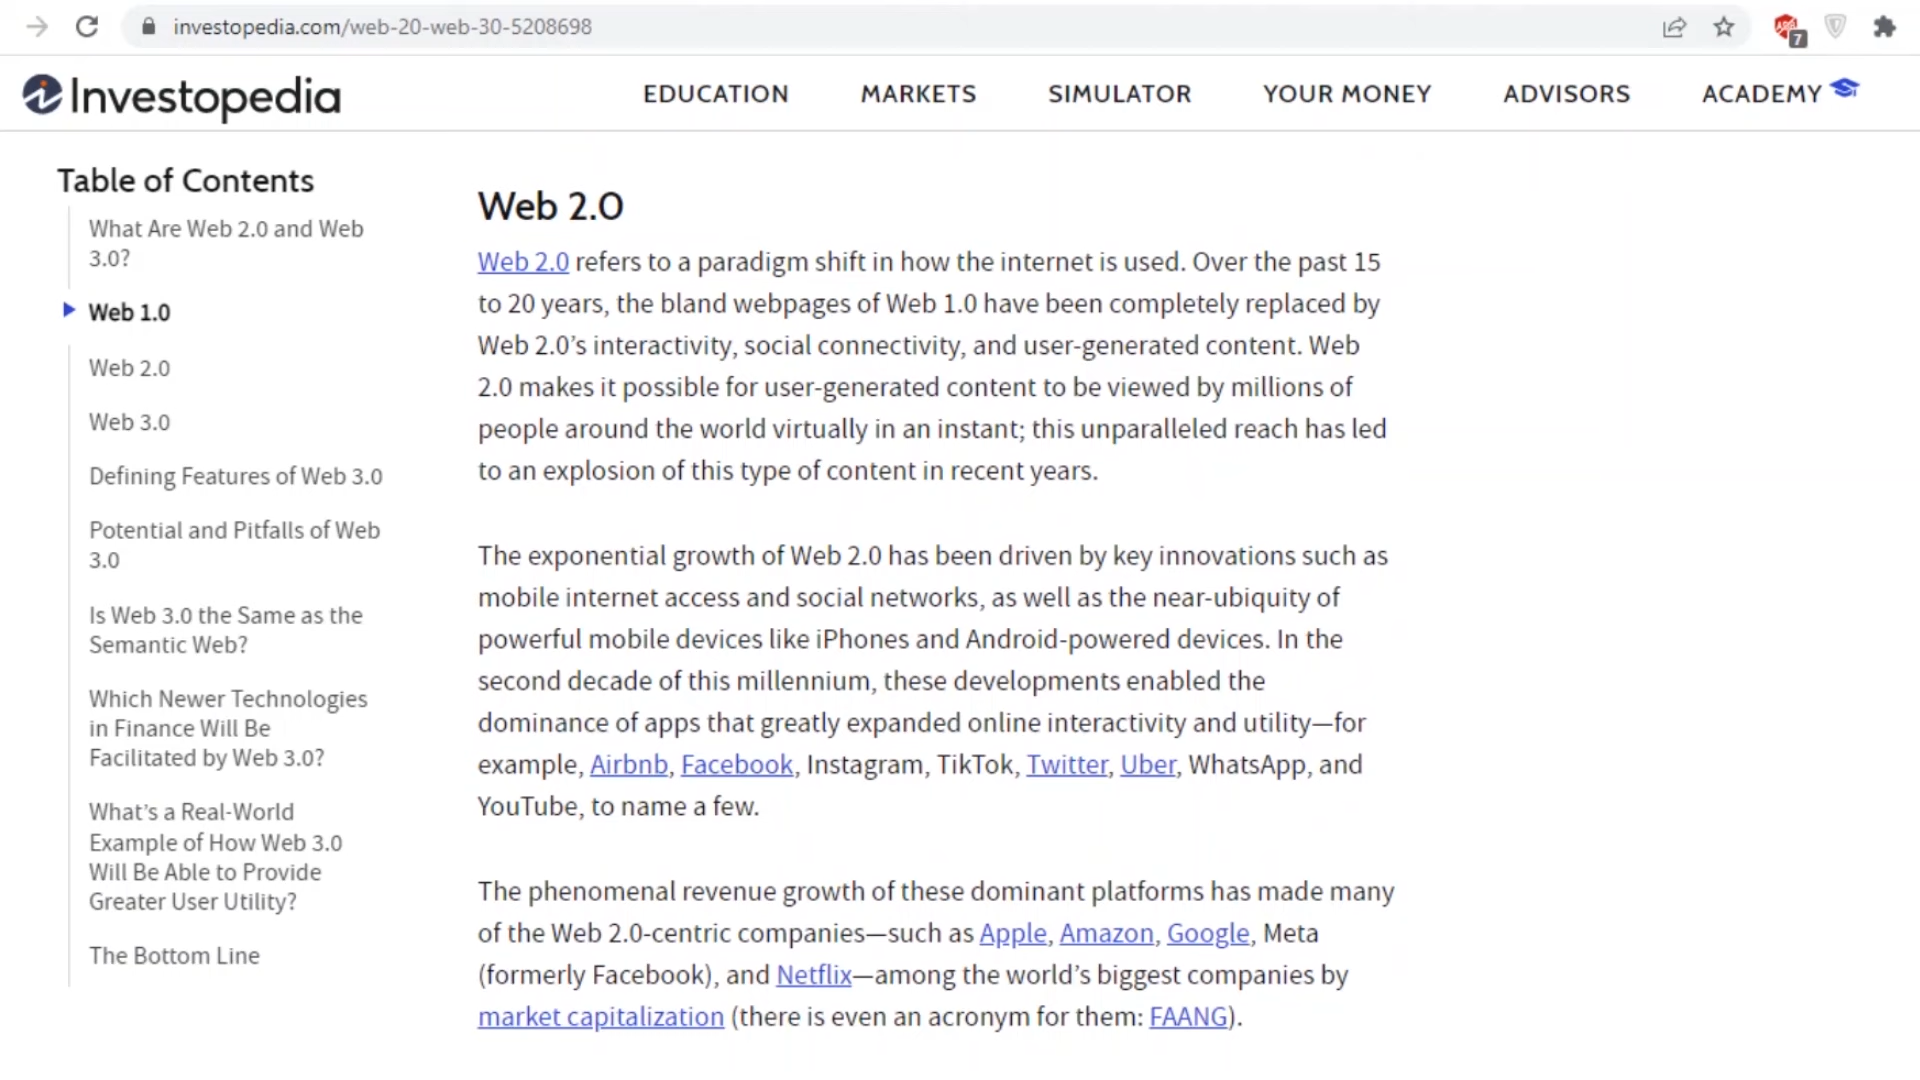 investopedia.com/web-20-web-30-5208698
7
Investopedia
EDUCATION MARKETS SIMULATOR YOUR MONEY ADVISORS ACADEMY
Table of Contents
What Are Web 2.0 and Web
3.0?
Web 1.0
Web 2.0
Web 3.0
Defining Features of Web 3.0
Potential and Pitfalls of Web
3.0
Is Web 3.0 the Same as the
Semantic Web?
Which Newer Technologies
in Finance Will Be
Facilitated by Web 3.0?
What’s a Real-World
Example of How Web 3.0
Will Be Able to Provide
Greater User Utility?
The Bottom Line
Web 2.0
Web 2.0 refers to a paradigm shift in how the internet is used. Over the past 15
to 20 years, the bland webpages of Web 1.0 have been completely replaced by
Web 2.0’s interactivity, social connectivity, and user-generated content. Web
2.0 makes it possible for user-generated content to be viewed by millions of
people around the world virtually in an instant; this unparalleled reach has led
to an explosion of this type of content in recent years.
The exponential growth of Web 2.0 has been driven by key innovations such as
mobile internet access and social networks, as well as the near-ubiquity of
powerful mobile devices like iPhones and Android-powered devices. In the
second decade of this millennium, these developments enabled the
dominance of apps that greatly expanded online interactivity and utility—for
example, Airbnb, Facebook, Instagram, TikTok, Twitter, Uber, WhatsApp, and
YouTube, to name a few.
The phenomenal revenue growth of these dominant platforms has made many
of the Web 2.0-centric companies—such as Apple, Amazon, Google, Meta
(formerly Facebook), and Netflix—among the world’s biggest companies by
market capitalization (there is even an acronym for them: FAANG).